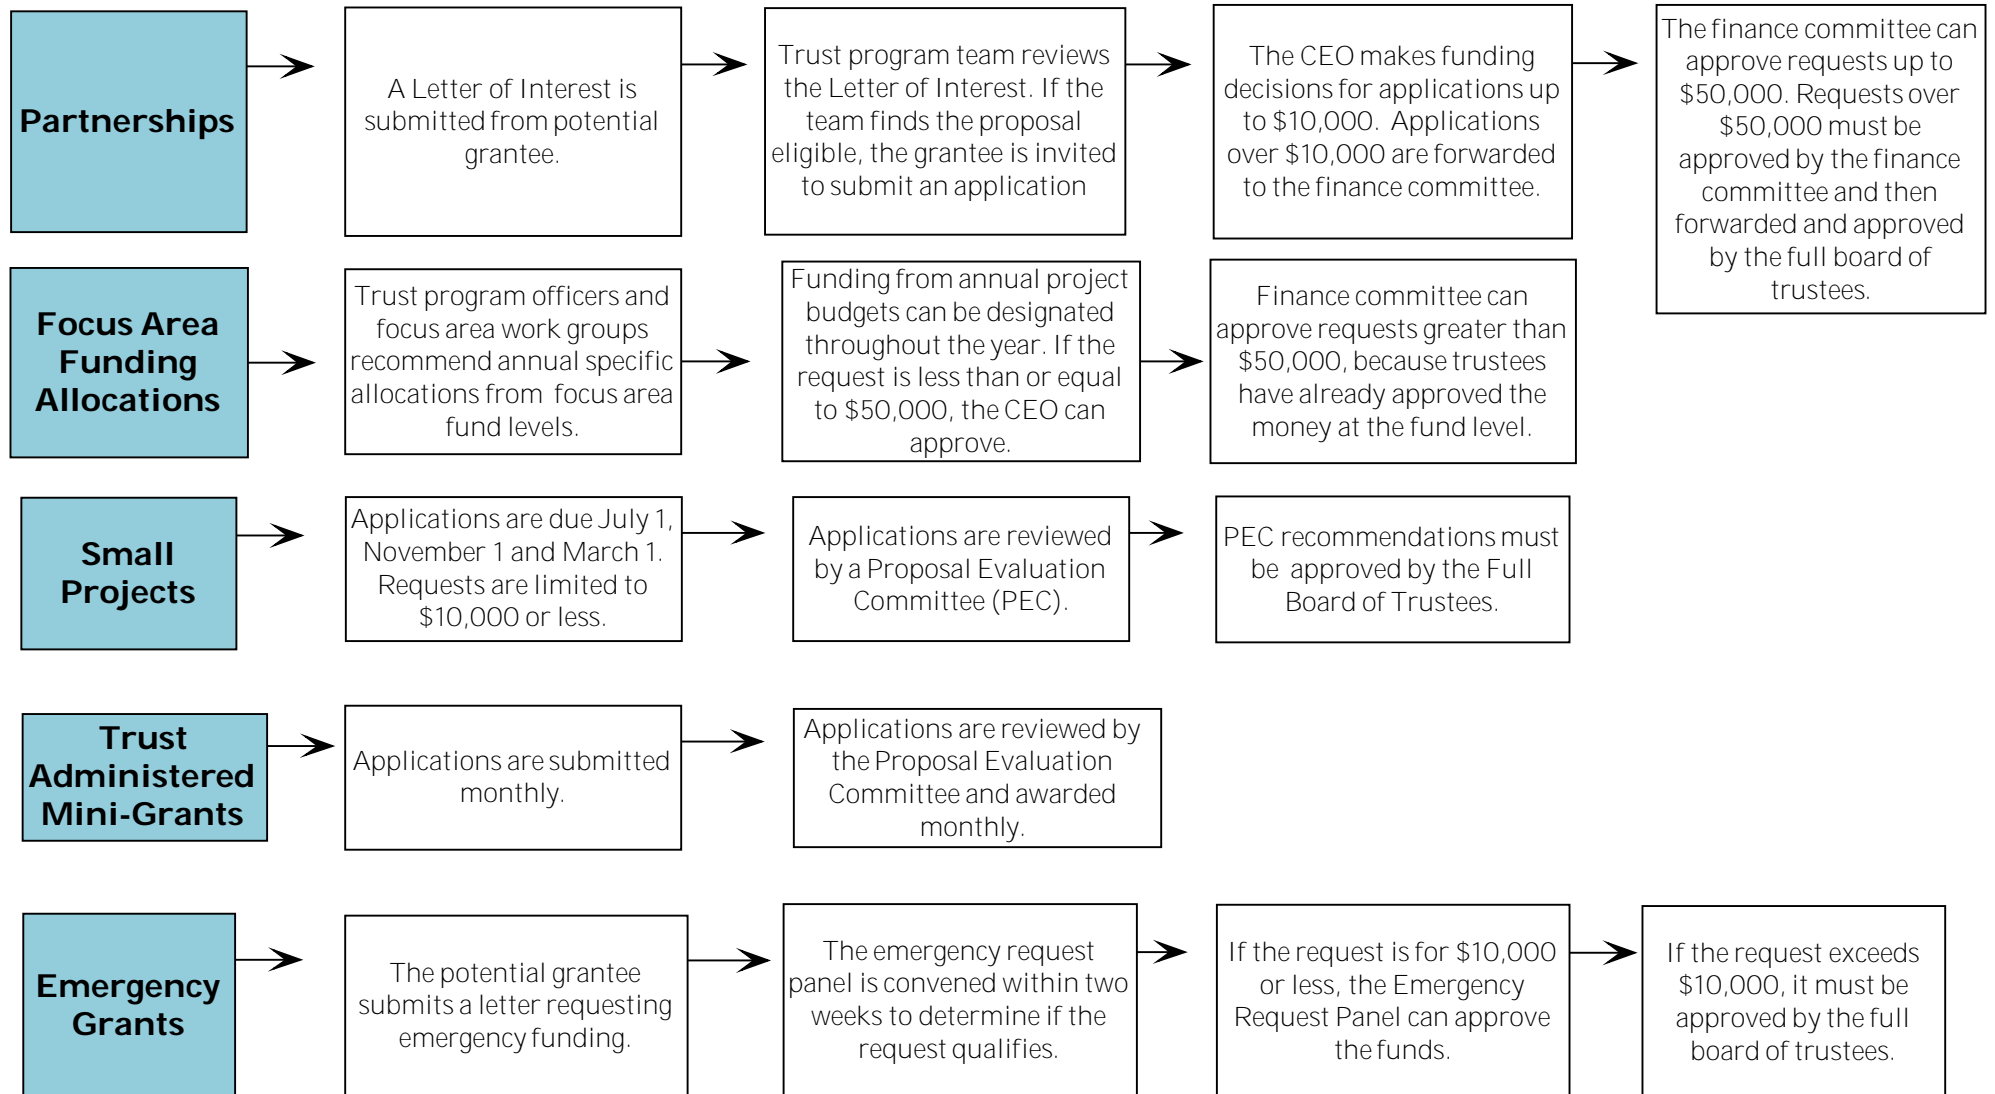 Partnerships
A Letter of Interest is
submitted from potential
grantee.
Trust program team reviews
the Letter of Interest. If the
team finds the proposal
eligible, the grantee is invited
to submit an application
The CEO makes funding
decisions for applications up
to $10,000. Applications
over $10,000 are forwarded
to the finance committee.
The finance committee can
approve requests up to
$50,000. Requests over
$50,000 must be
approved by the finance
committee and then
forwarded and approved
by the full board of
trustees.
Focus Area
Funding
Allocations
Trust program officers and
focus area work groups
recommend annual specific
allocations from focus area
fund levels.
Funding from annual project
budgets can be designated
throughout the year. If the
request is less than or equal
to $50,000, the CEO can
approve.
Finance committee can
approve requests greater than
$50,000, because trustees
have already approved the
money at the fund level.
Small
Projects
Applications are due July 1,
November 1 and March 1.
Requests are limited to
$10,000 or less.
Applications are reviewed
by a Proposal Evaluation
Committee (PEC).
PEC recommendations must
be approved by the Full
Board of Trustees.
Trust
Administered
Mini-Grants
Applications are submitted
monthly.
Applications are reviewed by
the Proposal Evaluation
Committee and awarded
monthly.
Emergency
Grants
The potential grantee
submits a letter requesting
emergency funding.
The emergency request
panel is convened within two
weeks to determine if the
request qualifies.
If the request is for $10,000
or less, the Emergency
Request Panel can approve
the funds.
If the request exceeds
$10,000, it must be
approved by the full
board of trustees.